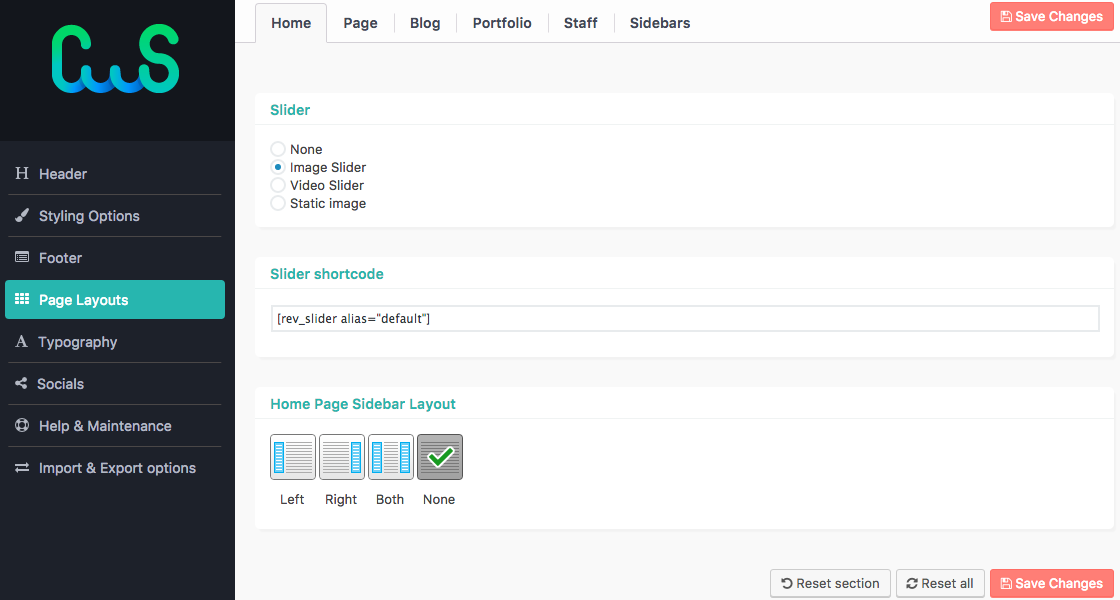 CWS
Home Page Blog Portfolio Staff Sidebars Save Changes
Header
Styling Options
Footer
Page Layouts
Typography
Socials
Help & Maintenance
Import & Export options
Slider
None
Image Slider
Video Slider
Static image
Slider shortcode
[rev_slider alias="default"]
Home Page Sidebar Layout
Left Right Both None
Reset section Reset all Save Changes